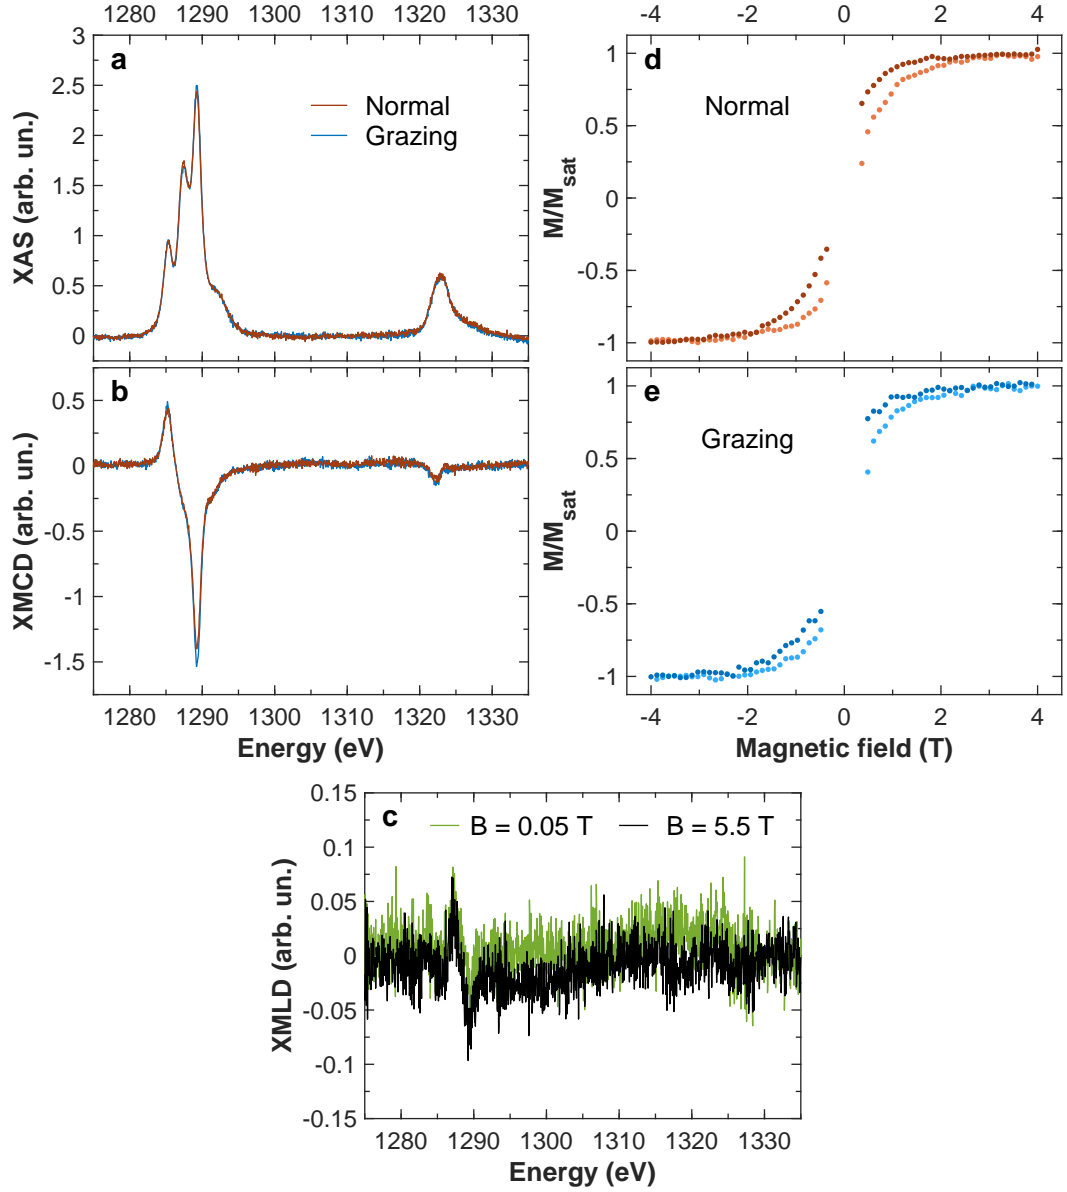 1280 1290 1300 1310 1320 1330
-4 -2 0 2 4
a
XAS (arb. un.)
3
2.5
2
1.5
1
0.5
0
Normal
Grazing
d
M/Msat
1
0.5
0
-0.5
-1
Normal
b
XMCD (arb. un.)
0.5
0
-0.5
-1
-1.5
1280 1290 1300 1310 1320 1330
Energy (eV)
e
M/Msat
1
0.5
0
-0.5
-1
Grazing
-4 -2 0 2 4
Magnetic field (T)
c
XMLD (arb. un.)
0.15
0.1
0.05
0
-0.05
-0.1
-0.15
B = 0.05 T B = 5.5 T
1280 1290 1300 1310 1320 1330
Energy (eV)